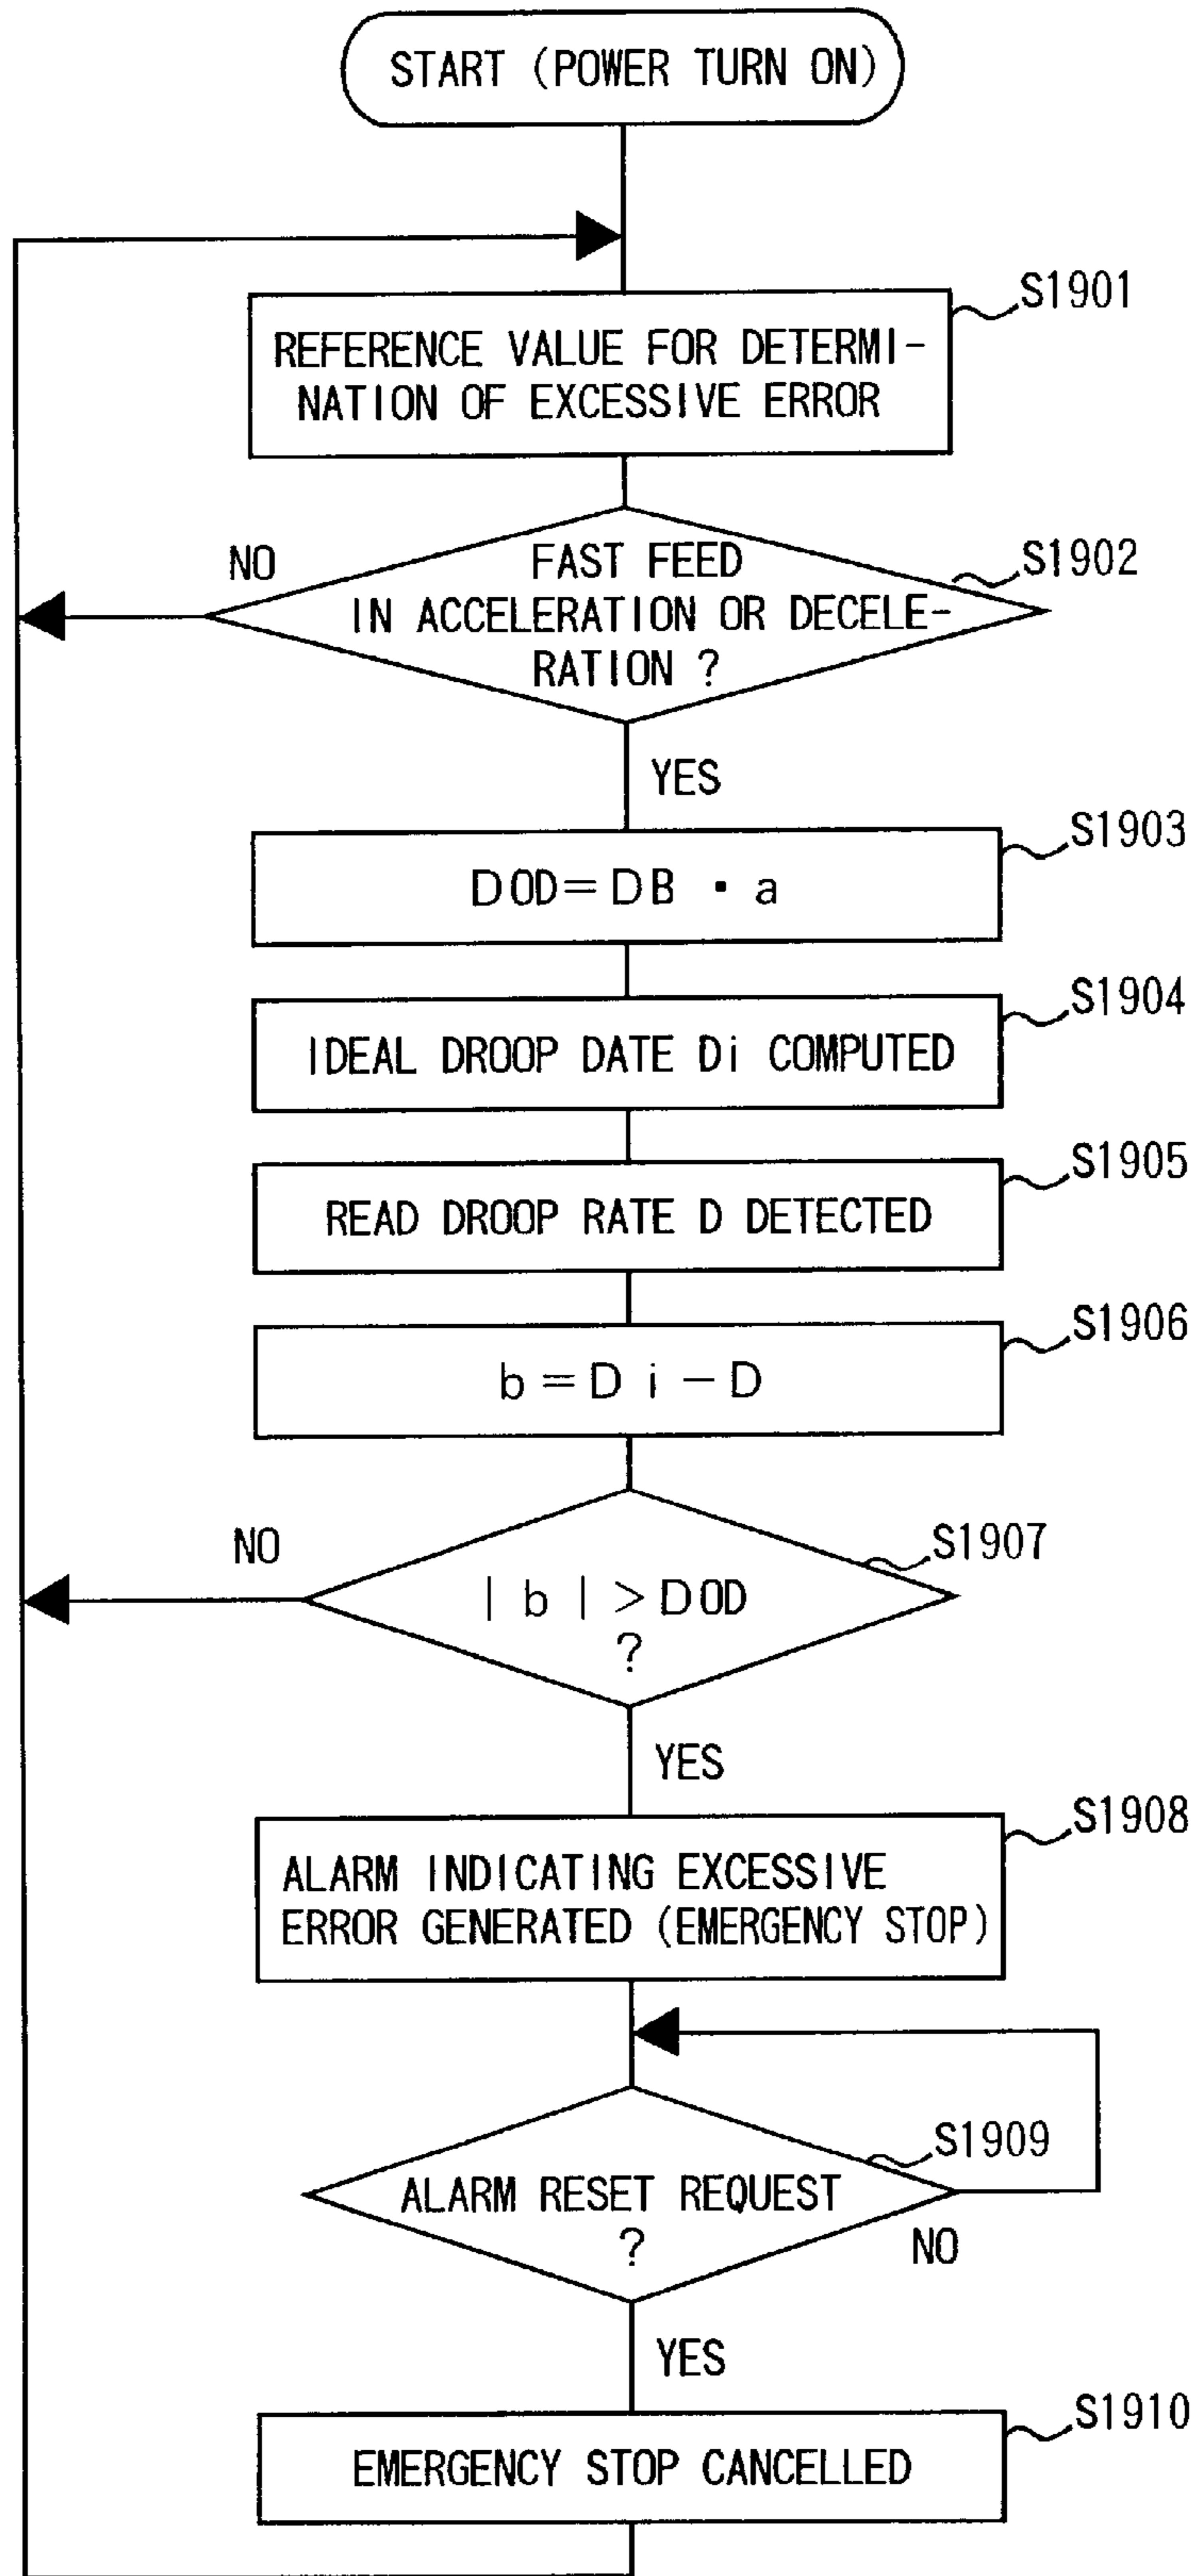 START (POWER TURN ON)
S1901
REFERENCE VALUE FOR DETERMI-
NATION OF EXCESSIVE ERROR
S1902
NO
FAST FEED
IN ACCELERATION OR DECELE-
RATION ?
YES
S1903
DOD=DB · a
S1904
IDEAL DROOP DATE Di COMPUTED
S1905
READ DROOP RATE D DETECTED
S1906
b=Di-D
S1907
NO
|b|>DOD
?
YES
S1908
ALARM INDICATING EXCESSIVE
ERROR GENERATED (EMERGENCY STOP)
S1909
ALARM RESET REQUEST
?
NO
YES
S1910
EMERGENCY STOP CANCELLED